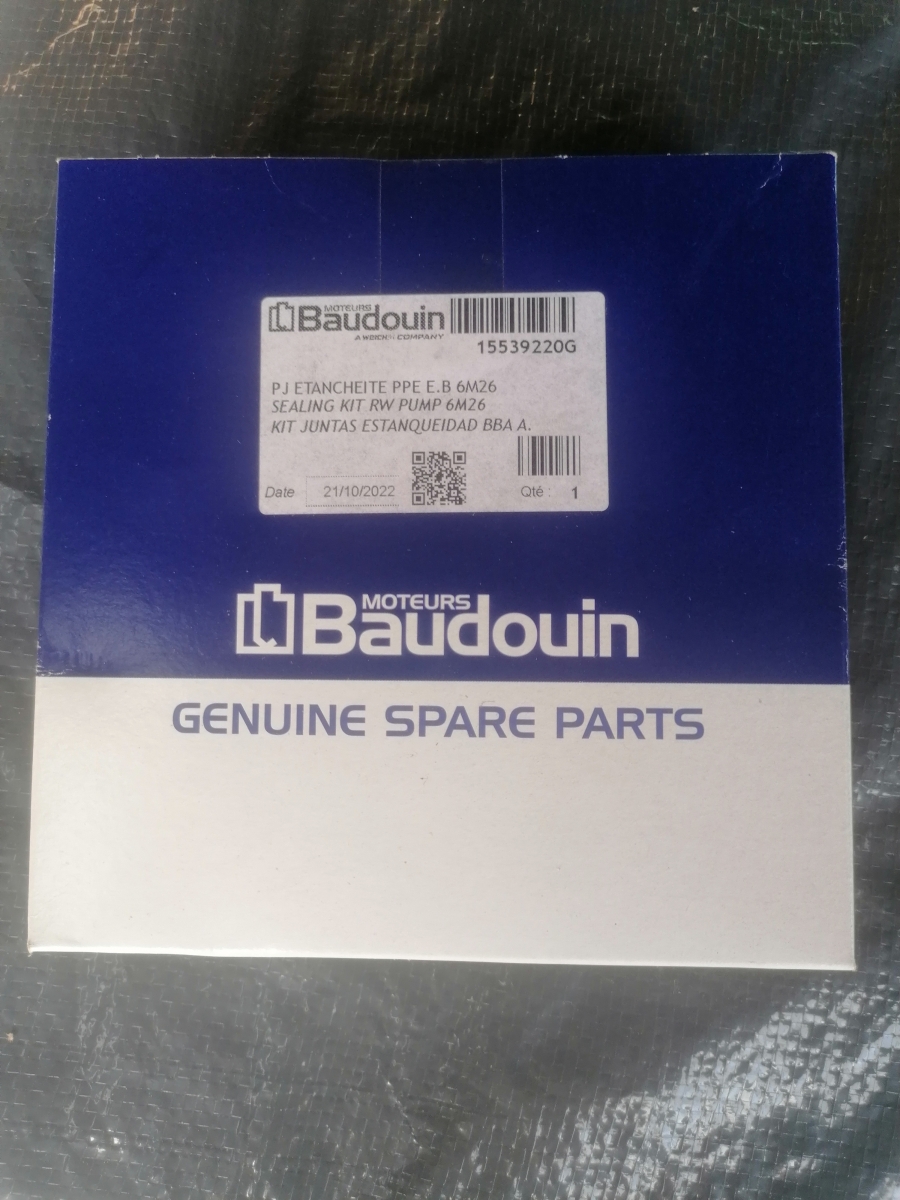 MOTEURS
Baudouin
A WEICHAI COMPANY
15539220G
PJ ETANCHEITE PPE E.B 6M26
SEALING KIT RW PUMP 6M26
KIT JUNTAS ESTANQUEIDAD BBA A.
Date 21/10/2022 Qté : 1
MOTEURS
Baudouin
GENUINE SPARE PARTS